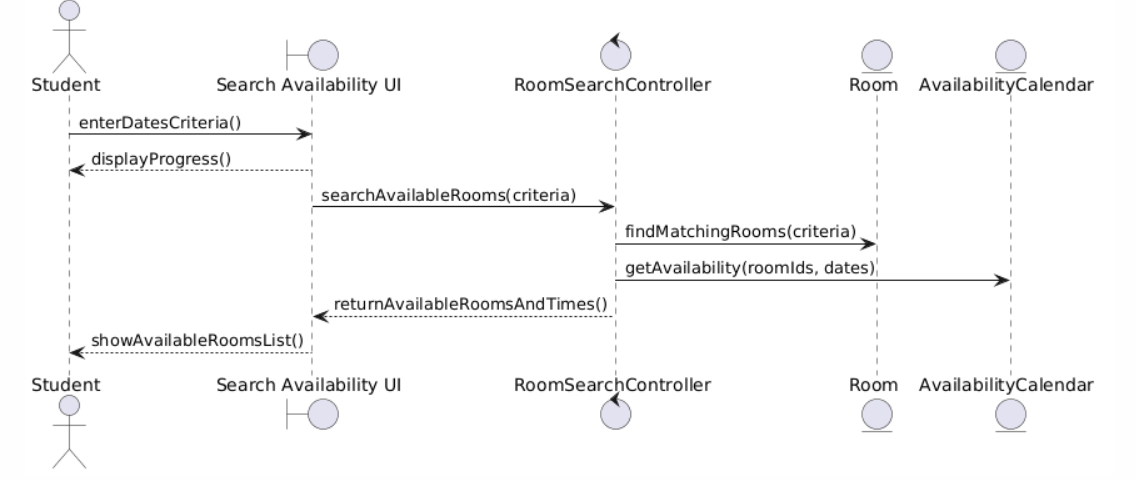 Student
Search Availability UI
RoomSearchController
Room
AvailabilityCalendar
enterDatesCriteria()
displayProgress()
searchAvailableRooms(criteria)
findMatchingRooms(criteria)
getAvailability(roomIds, dates)
returnAvailableRoomsAndTimes()
showAvailableRoomsList()
Student
Search Availability UI
RoomSearchController
Room
AvailabilityCalendar